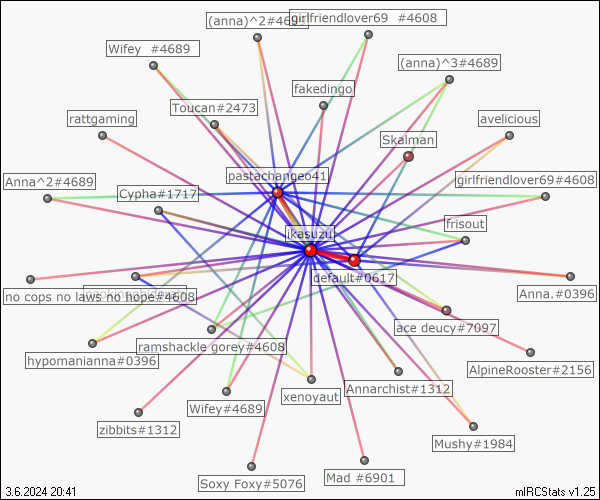 (anna)^2#469
girlfriendlover69 #4608
Wifey #4689
(anna)^3#4689
fakedingo
Toucan#2473
rattgaming
avelicious
Skalman
pastachangeo41
Anna^2#4689
Cypha#1717
girlfriendlover69#4608
frisout
ikasuzu
default#0617
no cops no laws no hope#4608
Anna.#0396
ace deucy#7097
ramshackle gorey#4608
hypomanianna#0396
AlpineRooster#2156
Annarchist#1312
xenoyaut
Wifey#4689
zibbits#1312
Mushy#1984
Soxy Foxy#5076
Mad #6901
3.6.2024 20:41
mIRCStats v1.25